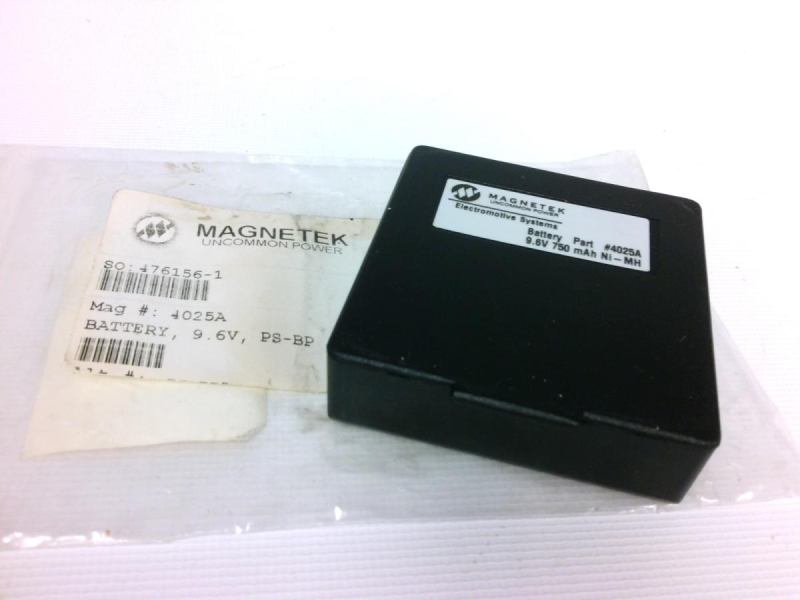 MAGNETEK
UNCOMMON POWER
SO:476156-1
Mag #: 4025A
BATTERY, 9.6V, PS-BP
MAGNETEK
UNCOMMON POWER
Electromotive Systems
Battery Part #4025A
9.6V 750 mAh Ni-MH